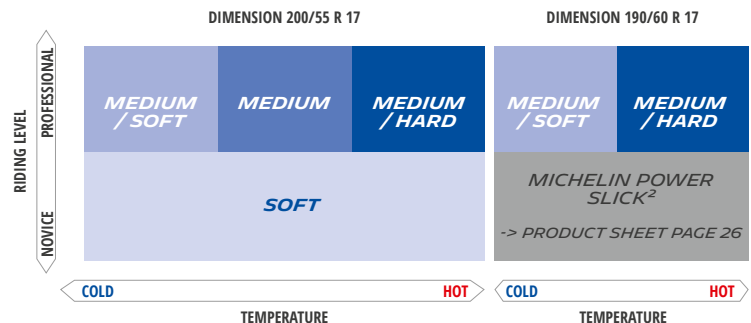 DIMENSION 200/55 R 17
DIMENSION 190/60 R 17
RIDING LEVEL
PROFESSIONAL
NOVICE
MEDIUM
/ SOFT
MEDIUM
MEDIUM
/ HARD
MEDIUM
/ SOFT
MEDIUM
/ HARD
SOFT
MICHELIN POWER
SLICK²
-> PRODUCT SHEET PAGE 26
COLD
HOT
COLD
HOT
TEMPERATURE
TEMPERATURE